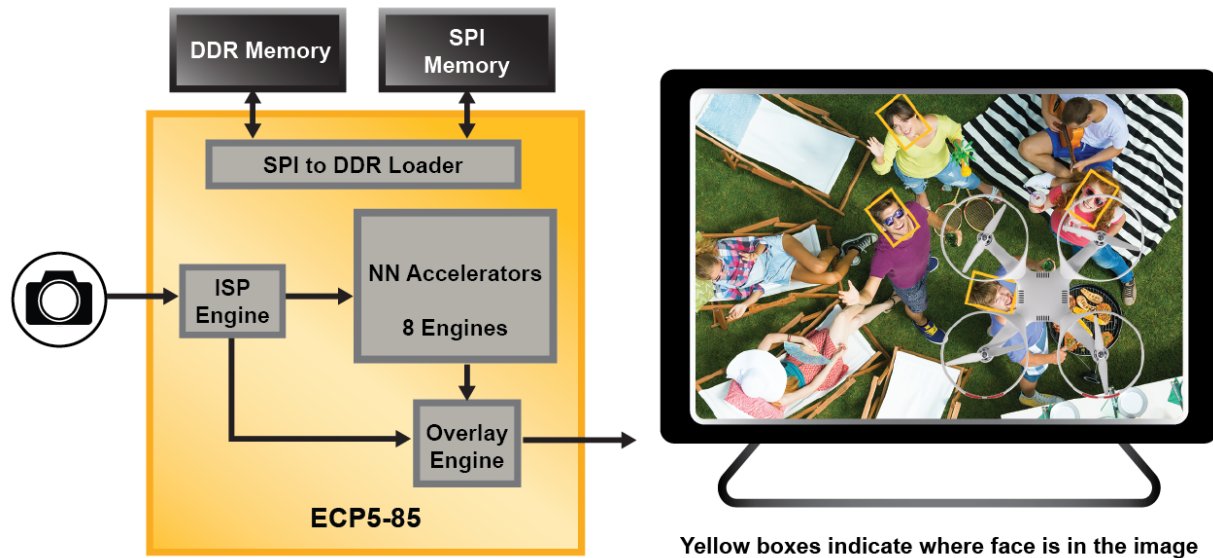 DDR Memory
SPI
Memory
SPI to DDR Loader
NN Accelerators
8 Engines
ISP
Engine
Overlay
Engine
ECP5-85
Yellow boxes indicate where face is in the image